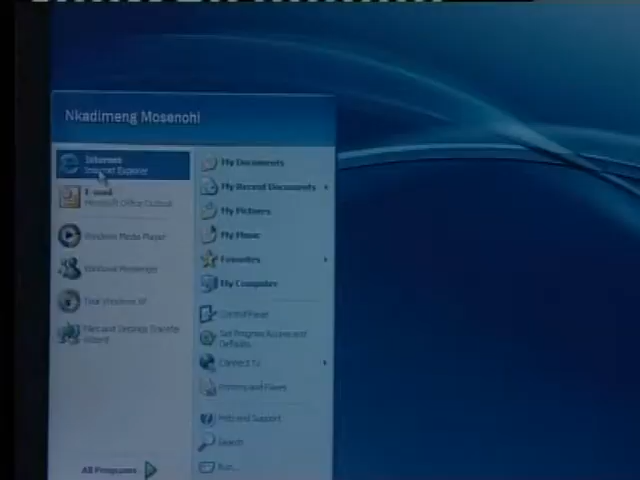 Nkadimeng Mosenohi
Internet
Internet Explorer
E-mail
Microsoft Office Outlook
Windows Media Player
Windows Messenger
Tour Windows XP
Files and Settings Transfer
Wizard
All Programs
My Documents
My Recent Documents
My Pictures
My Music
Favorites
My Computer
Control Panel
Set Program Access and
Defaults
Connect To
Printers and Faxes
Help and Support
Search
Run...